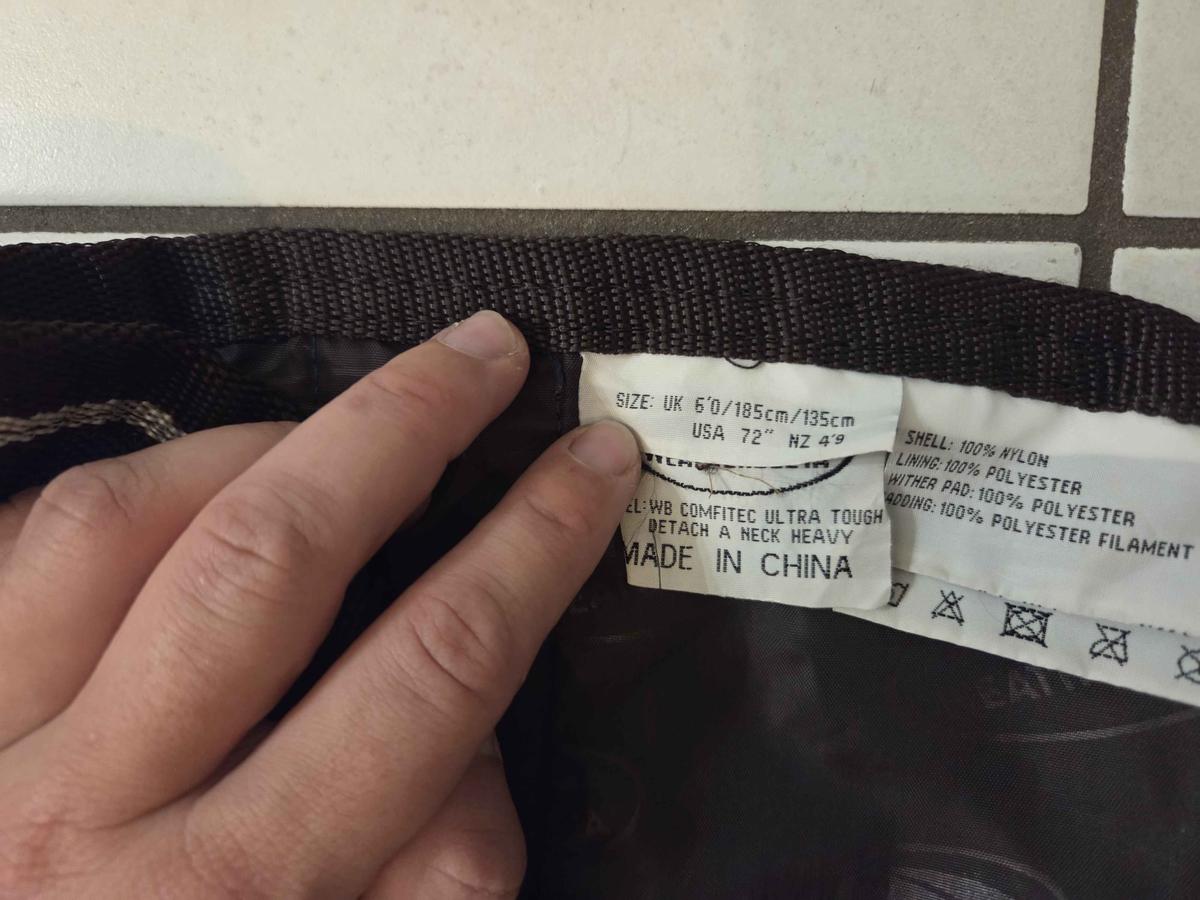 SIZE: UK 6'0/185cm/135cm
USA 72" NZ 4'9
EL: WB COMFITEC ULTRA TOUGH
DETACH A NECK HEAVY
MADE IN CHINA
SHELL: 100% NYLON
LINING: 100% POLYESTER
WITHER PAD: 100% POLYESTER
ADDING: 100% POLYESTER FILAMENT